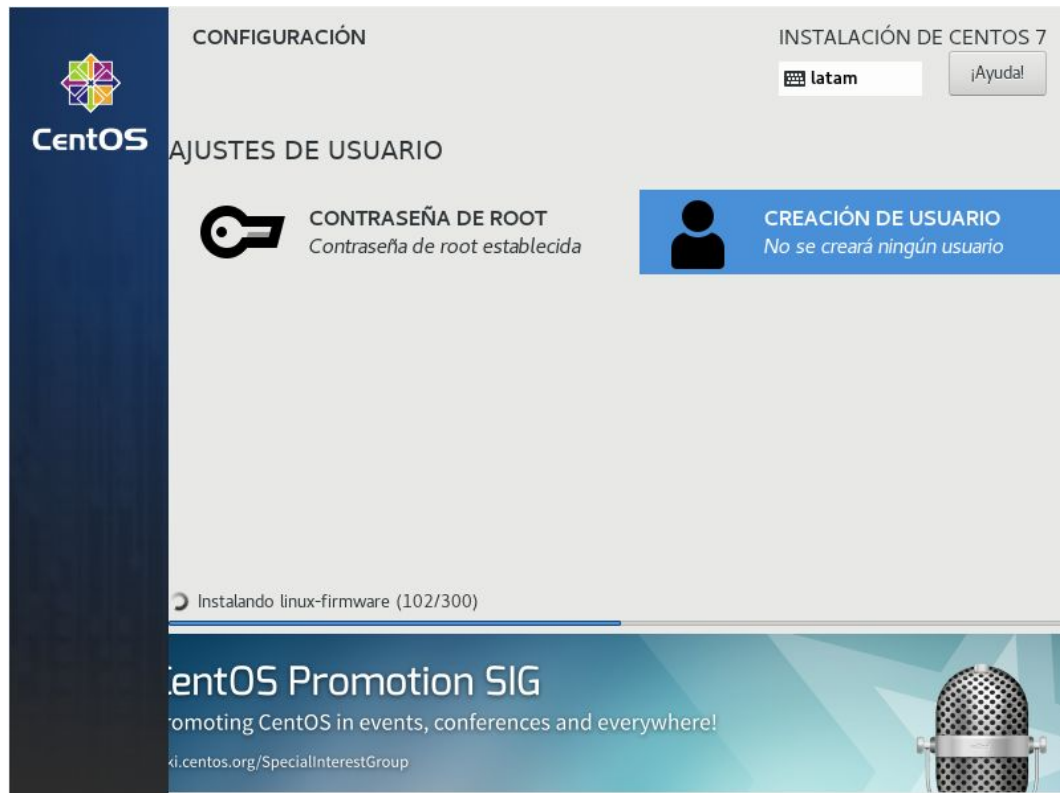 CONFIGURACIÓN
INSTALACIÓN DE CENTOS 7
latam
¡Ayuda!
CentOS
AJUSTES DE USUARIO
CONTRASEÑA DE ROOT
Contraseña de root establecida
CREACIÓN DE USUARIO
No se creará ningún usuario
Instalando linux-firmware (102/300)
entOS Promotion SIG
romoting CentOS in events, conferences and everywhere!
ki.centos.org/SpecialInterestGroup